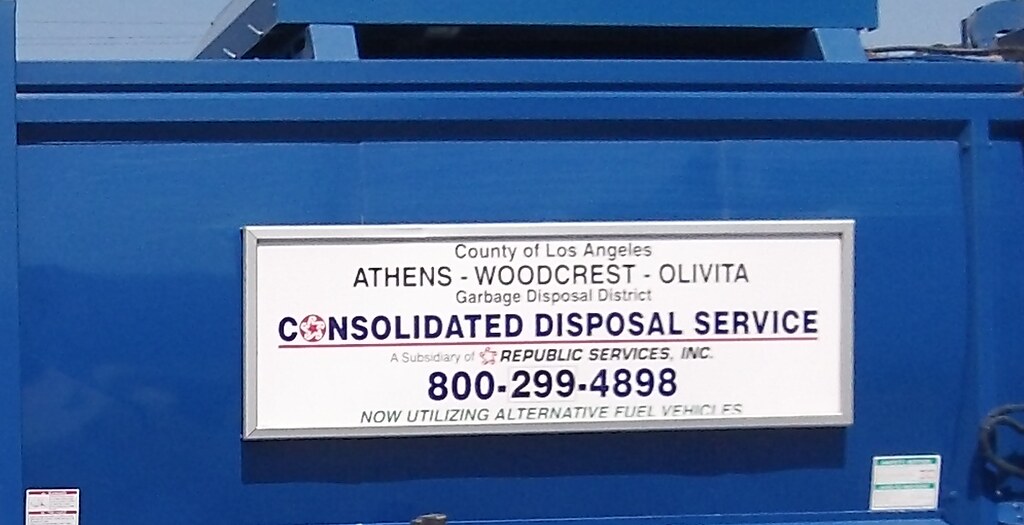 County of Los Angeles
ATHENS - WOODCREST - OLIVITA
Garbage Disposal District
CONSOLIDATED DISPOSAL SERVICE
A Subsidiary of REPUBLIC SERVICES, INC.
800-299-4898
NOW UTILIZING ALTERNATIVE FUEL VEHICLES